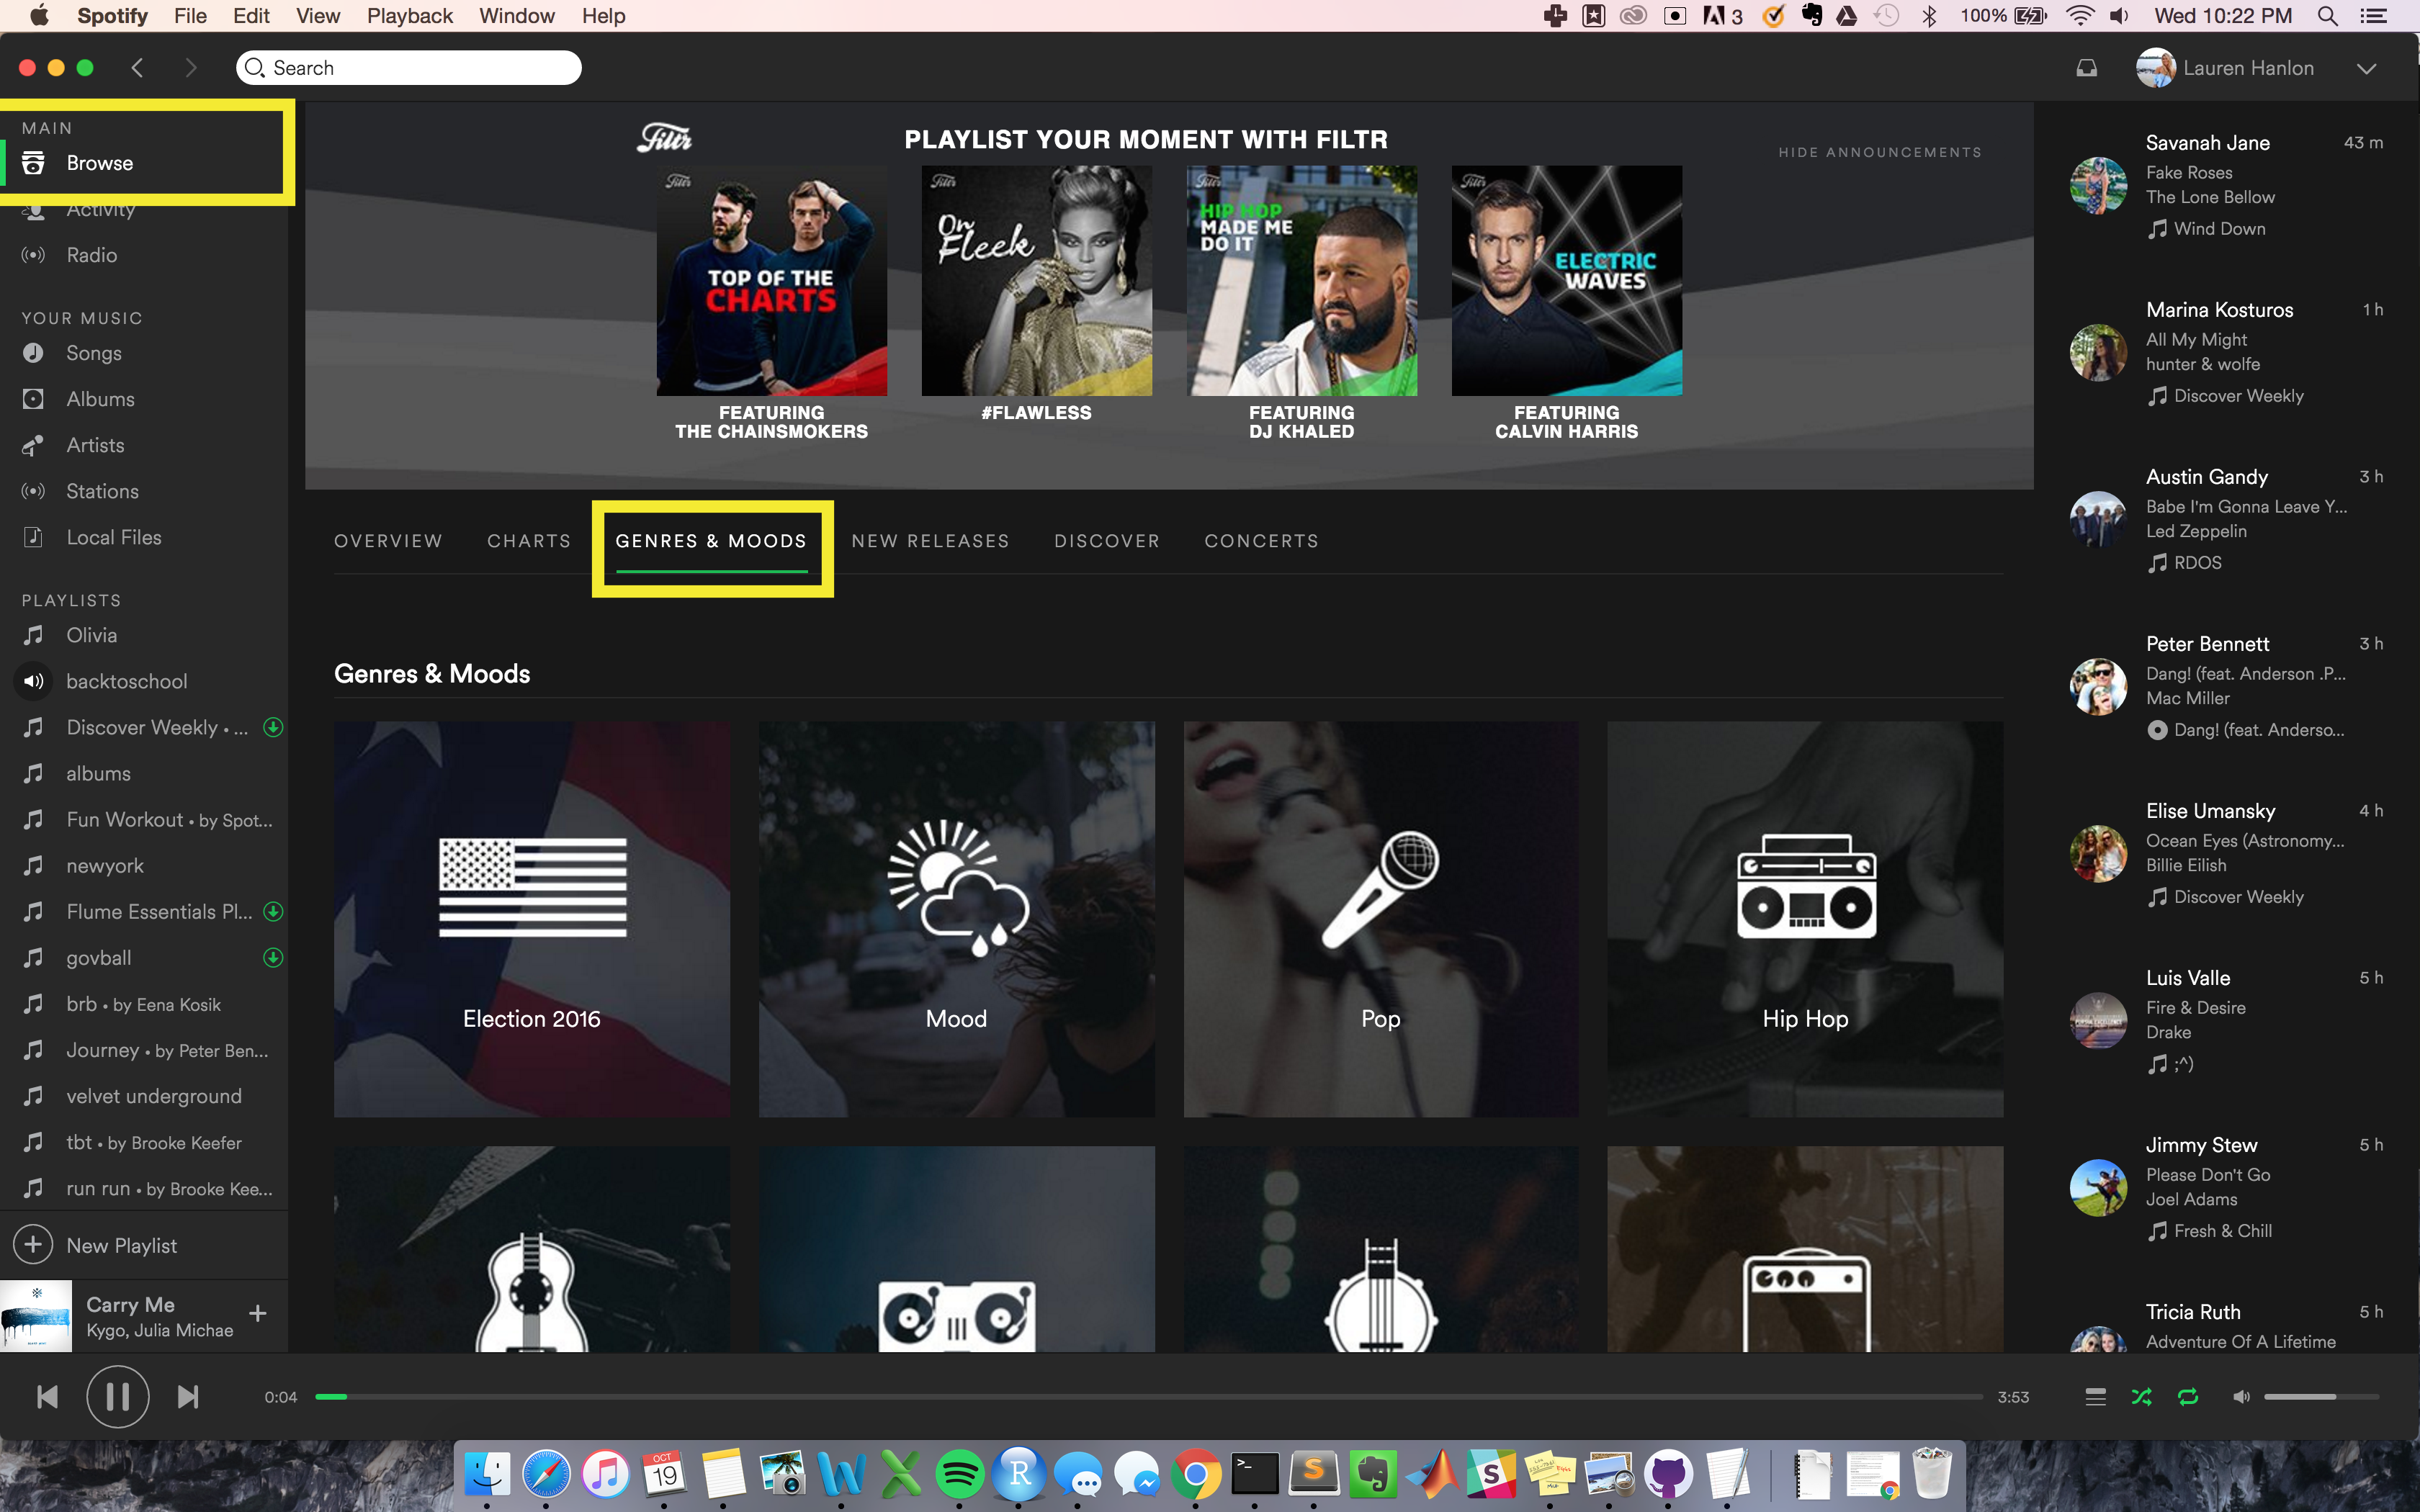 Spotify File Edit View Playback Window Help
3 100% Wed 10:22 PM
Search
Lauren Hanlon
MAIN
Browse
Activity
Radio
YOUR MUSIC
Songs
Albums
Artists
Stations
Local Files
PLAYLISTS
Olivia
backtoschool
Discover Weekly • ...
albums
Fun Workout • by Spot...
newyork
Flume Essentials Pl...
govball
brb • by Eena Kosik
Journey • by Peter Ben...
velvet underground
tbt • by Brooke Keefer
run run • by Brooke Kee...
New Playlist
Carry Me
Kygo, Julia Michae
Filtr
PLAYLIST YOUR MOMENT WITH FILTR
HIDE ANNOUNCEMENTS
Filtr
TOP OF THE
CHARTS
FEATURING
THE CHAINSMOKERS
Filtr
On
Fleek
#FLAWLESS
Filtr
HIP HOP
MADE ME
DO IT
FEATURING
DJ KHALED
Filtr
ELECTRIC
WAVES
FEATURING
CALVIN HARRIS
OVERVIEW CHARTS GENRES & MOODS NEW RELEASES DISCOVER CONCERTS
Genres & Moods
Election 2016
Mood
Pop
Hip Hop
Savanah Jane 43 m
Fake Roses
The Lone Bellow
Wind Down
Marina Kosturos 1 h
All My Might
hunter & wolfe
Discover Weekly
Austin Gandy 3 h
Babe I'm Gonna Leave Y...
Led Zeppelin
RDOS
Peter Bennett 3 h
Dang! (feat. Anderson .P...
Mac Miller
Dang! (feat. Anderso...
Elise Umansky 4 h
Ocean Eyes (Astronomy...
Billie Eilish
Discover Weekly
Luis Valle 5 h
Fire & Desire
Drake
;^)
Jimmy Stew 5 h
Please Don't Go
Joel Adams
Fresh & Chill
Tricia Ruth 5 h
Adventure Of A Lifetime
0:04
3:53
OCT
19
W
R
>_
S
S